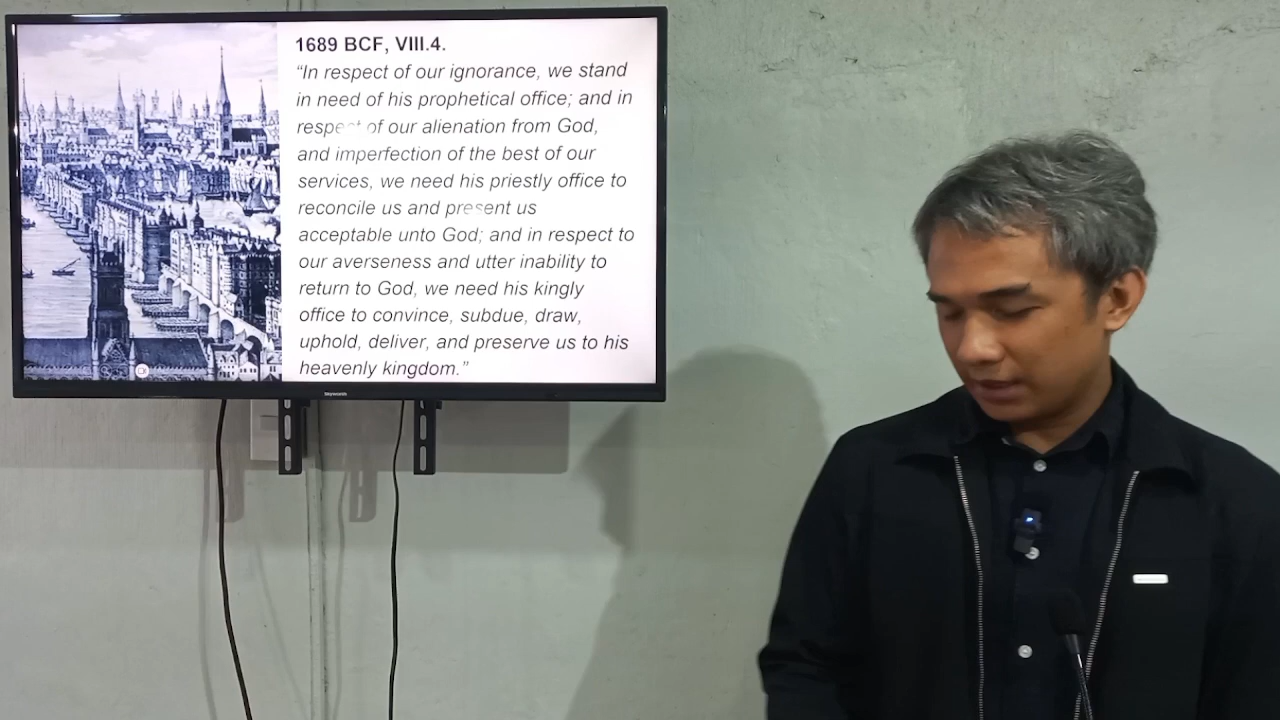 1689 BCF, VIII.4.
“In respect of our ignorance, we stand
in need of his prophetical office; and in
respect of our alienation from God,
and imperfection of the best of our
services, we need his priestly office to
reconcile us and present us
acceptable unto God; and in respect to
our averseness and utter inability to
return to God, we need his kingly
office to convince, subdue, draw,
uphold, deliver, and preserve us to his
heavenly kingdom.”
Skyworth